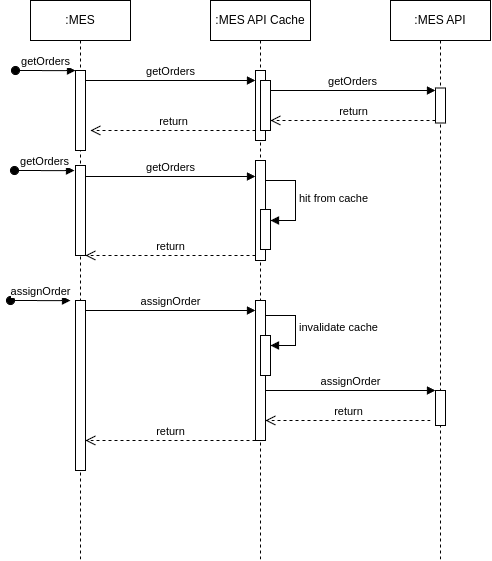 :MES
:MES API Cache
:MES API
getOrders
getOrders
getOrders
return
return
getOrders
getOrders
hit from cache
return
assignOrder
assignOrder
invalidate cache
assignOrder
return
return